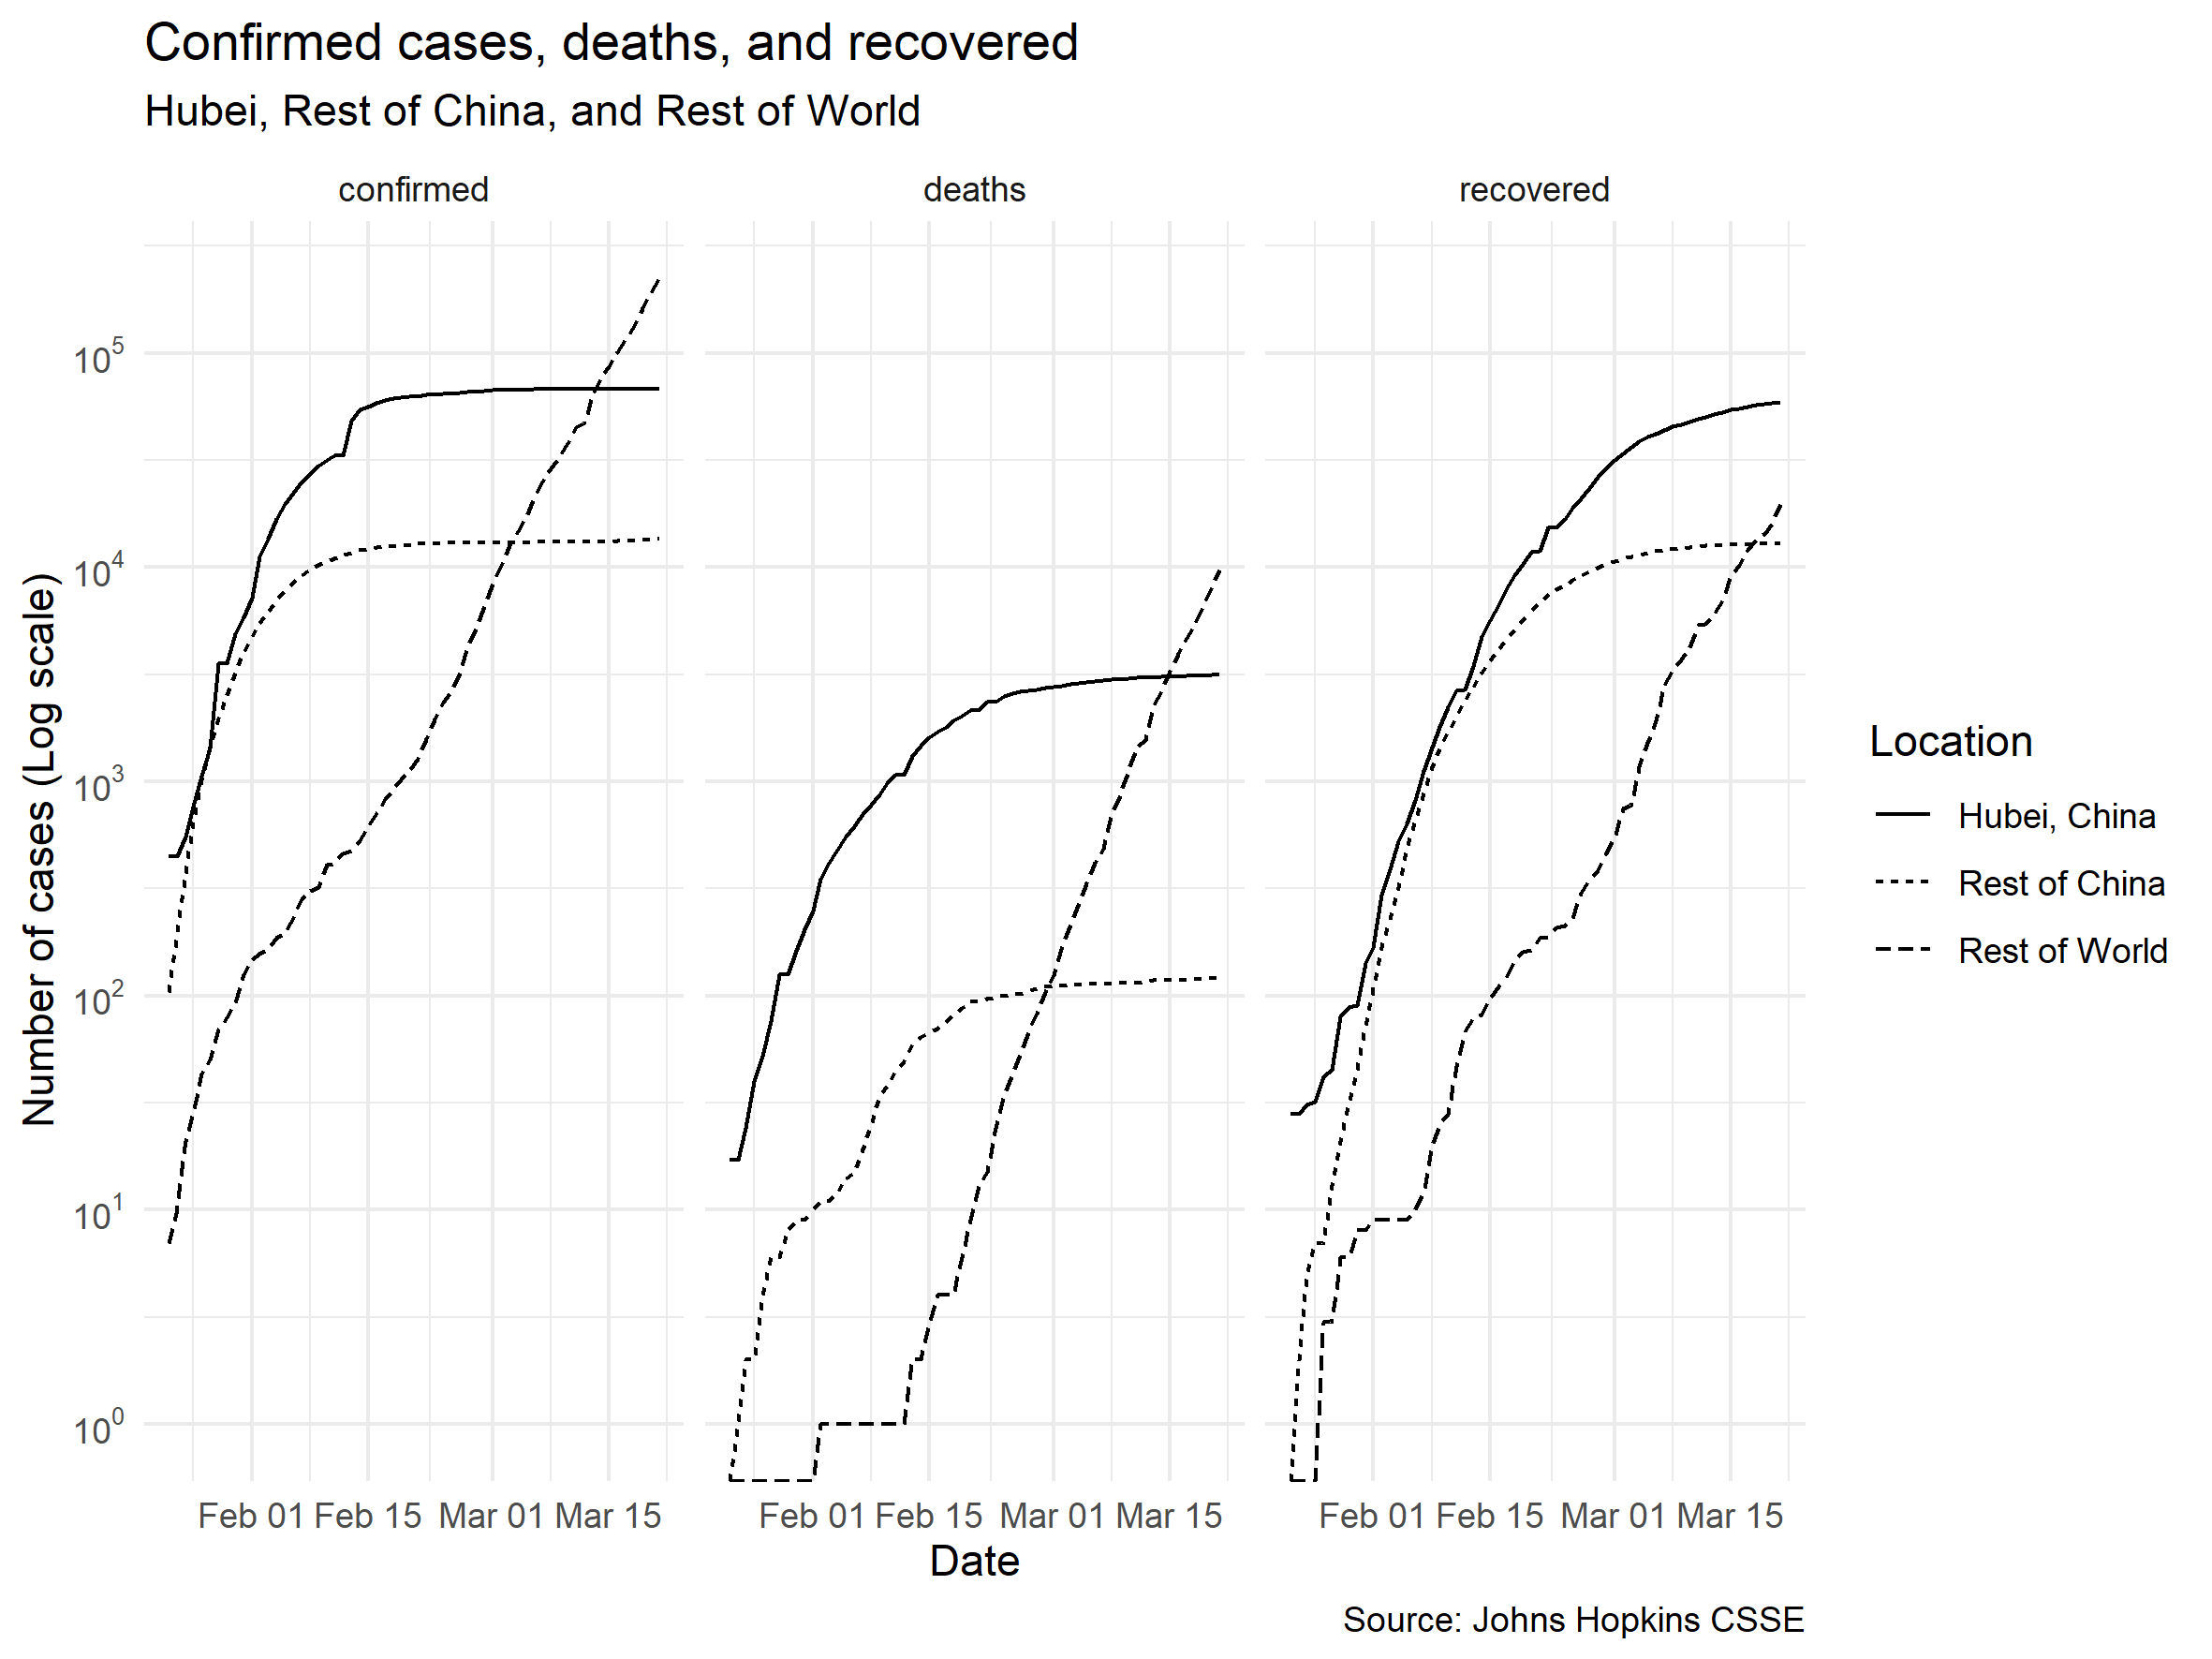 Confirmed cases, deaths, and recovered
Hubei, Rest of China, and Rest of World
confirmed deaths recovered
Number of cases (Log scale)
10^5
10^4
10^3
10^2
10^1
10^0
Feb 01 Feb 15 Mar 01 Mar 15 Feb 01 Feb 15 Mar 01 Mar 15 Feb 01 Feb 15 Mar 01 Mar 15
Date
Location
Hubei, China
Rest of China
Rest of World
Source: Johns Hopkins CSSE